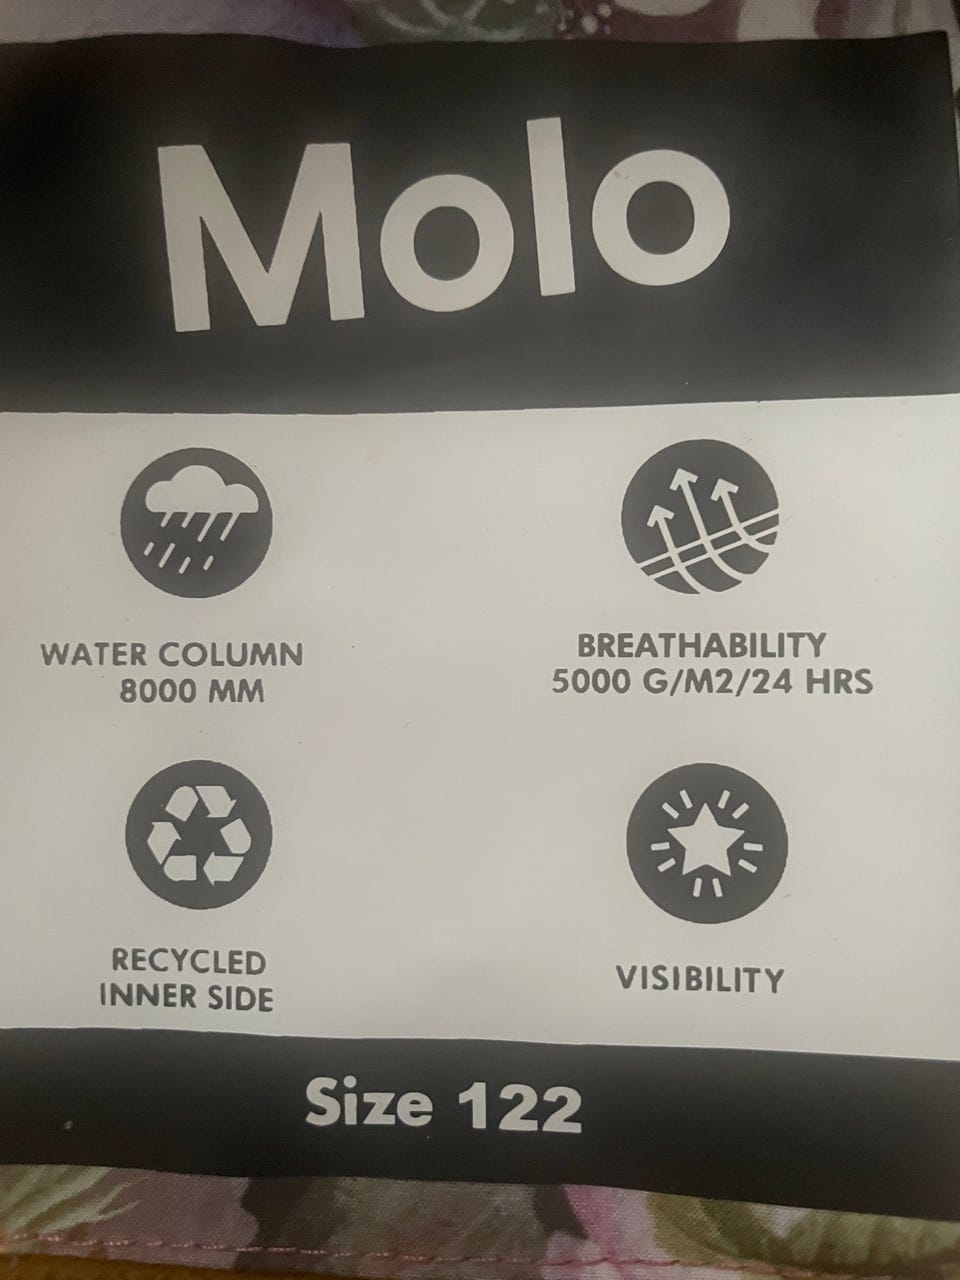 Molo
WATER COLUMN
8000 MM
BREATHABILITY
5000 G/M2/24 HRS
RECYCLED
INNER SIDE
VISIBILITY
Size 122